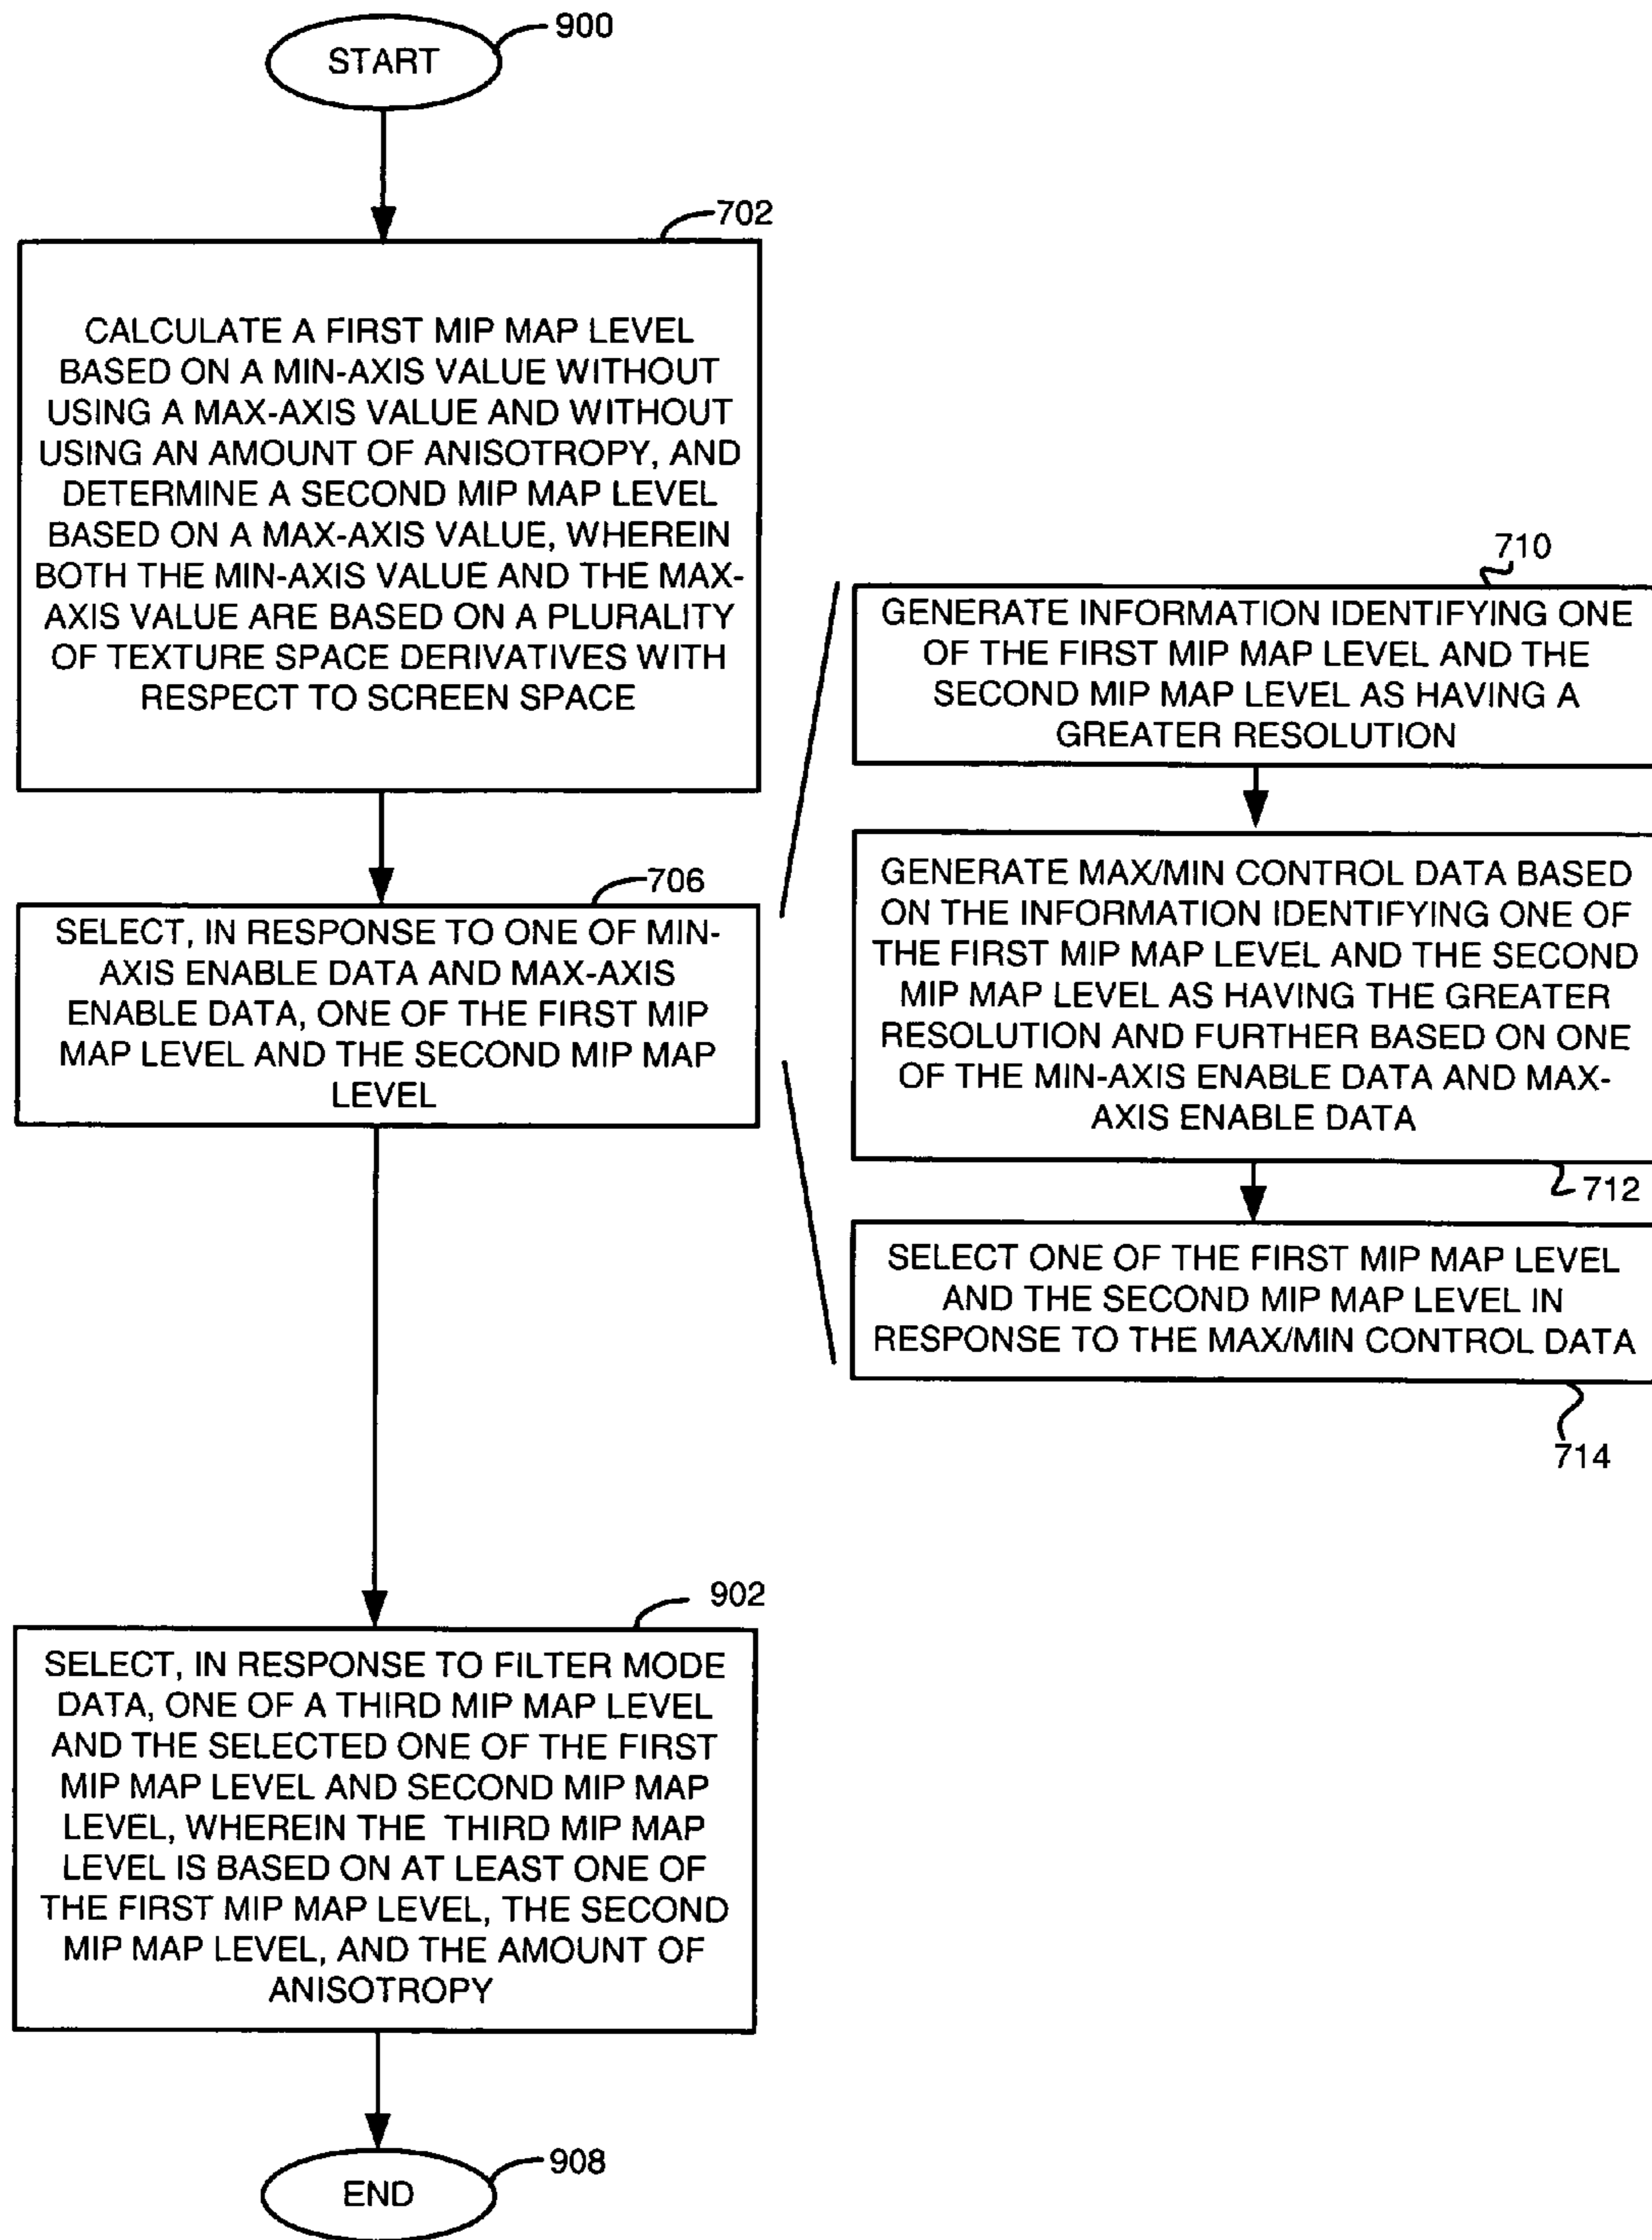 START
900
702
CALCULATE A FIRST MIP MAP LEVEL
BASED ON A MIN-AXIS VALUE WITHOUT
USING A MAX-AXIS VALUE AND WITHOUT
USING AN AMOUNT OF ANISOTROPY, AND
DETERMINE A SECOND MIP MAP LEVEL
BASED ON A MAX-AXIS VALUE, WHEREIN
BOTH THE MIN-AXIS VALUE AND THE MAX-
AXIS VALUE ARE BASED ON A PLURALITY
OF TEXTURE SPACE DERIVATIVES WITH
RESPECT TO SCREEN SPACE
706
SELECT, IN RESPONSE TO ONE OF MIN-
AXIS ENABLE DATA AND MAX-AXIS
ENABLE DATA, ONE OF THE FIRST MIP
MAP LEVEL AND THE SECOND MIP MAP
LEVEL
710
GENERATE INFORMATION IDENTIFYING ONE
OF THE FIRST MIP MAP LEVEL AND THE
SECOND MIP MAP LEVEL AS HAVING A
GREATER RESOLUTION
GENERATE MAX/MIN CONTROL DATA BASED
ON THE INFORMATION IDENTIFYING ONE OF
THE FIRST MIP MAP LEVEL AND THE SECOND
MIP MAP LEVEL AS HAVING THE GREATER
RESOLUTION AND FURTHER BASED ON ONE
OF THE MIN-AXIS ENABLE DATA AND MAX-
AXIS ENABLE DATA
712
SELECT ONE OF THE FIRST MIP MAP LEVEL
AND THE SECOND MIP MAP LEVEL IN
RESPONSE TO THE MAX/MIN CONTROL DATA
714
902
SELECT, IN RESPONSE TO FILTER MODE
DATA, ONE OF A THIRD MIP MAP LEVEL
AND THE SELECTED ONE OF THE FIRST
MIP MAP LEVEL AND SECOND MIP MAP
LEVEL, WHEREIN THE THIRD MIP MAP
LEVEL IS BASED ON AT LEAST ONE OF
THE FIRST MIP MAP LEVEL, THE SECOND
MIP MAP LEVEL, AND THE AMOUNT OF
ANISOTROPY
END
908